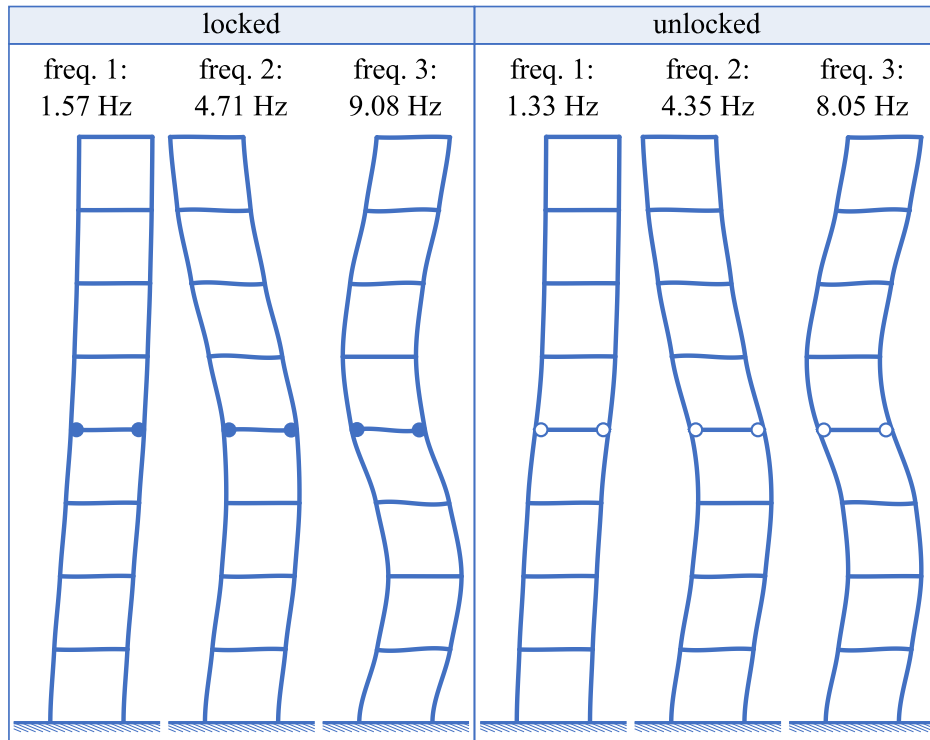 locked
unlocked
freq. 1:
1.57 Hz
freq. 2:
4.71 Hz
freq. 3:
9.08 Hz
freq. 1:
1.33 Hz
freq. 2:
4.35 Hz
freq. 3:
8.05 Hz